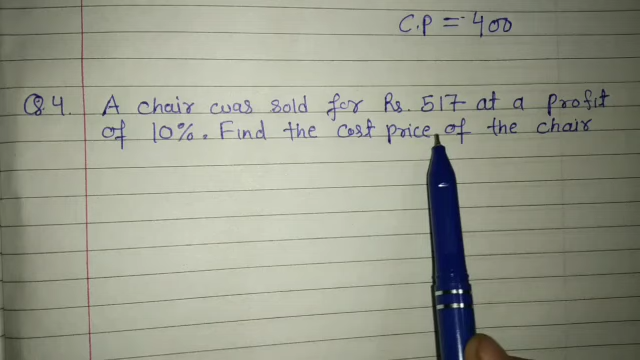 C.P = 400
Q.4. A chair was sold for Rs. 517 at a profit
of 10%. Find the cost price of the chair